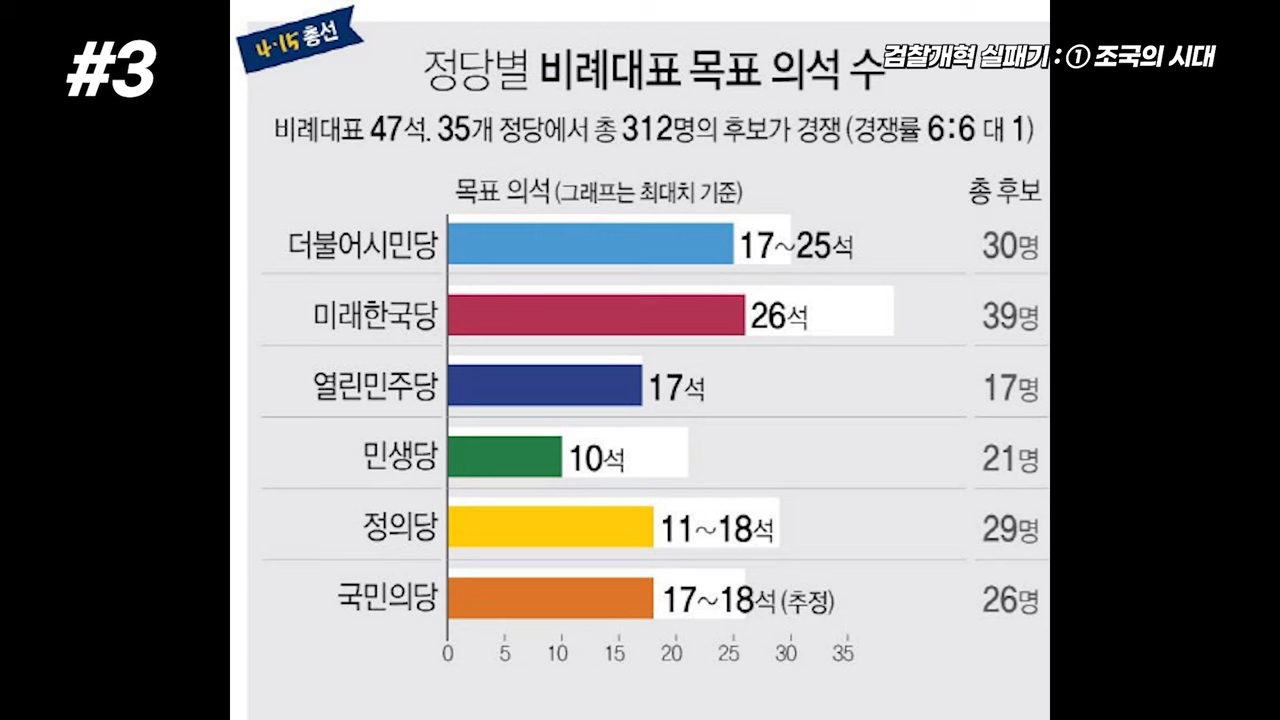 #3
검찰개혁 실패기 : ① 조국의 시대
4·15 총선
정당별 비례대표 목표 의석 수
비례대표 47석. 35개 정당에서 총 312명의 후보가 경쟁 (경쟁률 6:6 대 1)
목표 의석 (그래프는 최대치 기준) 총 후보
더불어시민당 17~25석 30명
미래한국당 26석 39명
열린민주당 17석 17명
민생당 10석 21명
정의당 11~18석 29명
국민의당 17~18석 (추정) 26명
0 5 10 15 20 25 30 35